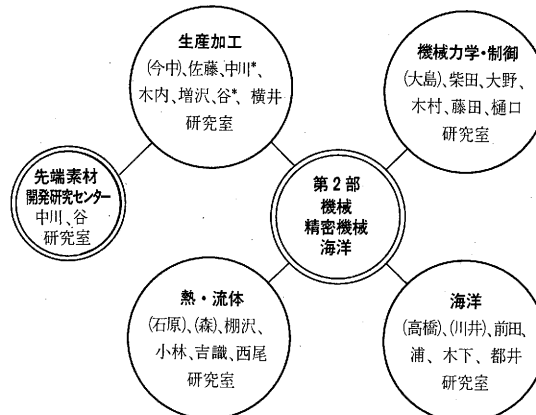 生産加工
(今中)、佐藤、中川*、
木内、増沢、谷*、横井
研究室
機械力学・制御
(大島)、柴田、大野、
木村、藤田、樋口
研究室
先端素材
開発研究センター
中川、谷
研究室
第2部
機械
精密機械
海洋
熱・流体
(石原)、(森)、棚沢、
小林、吉識、西尾
研究室
海洋
(高橋)、(川井)、前田、
浦、木下、都井
研究室